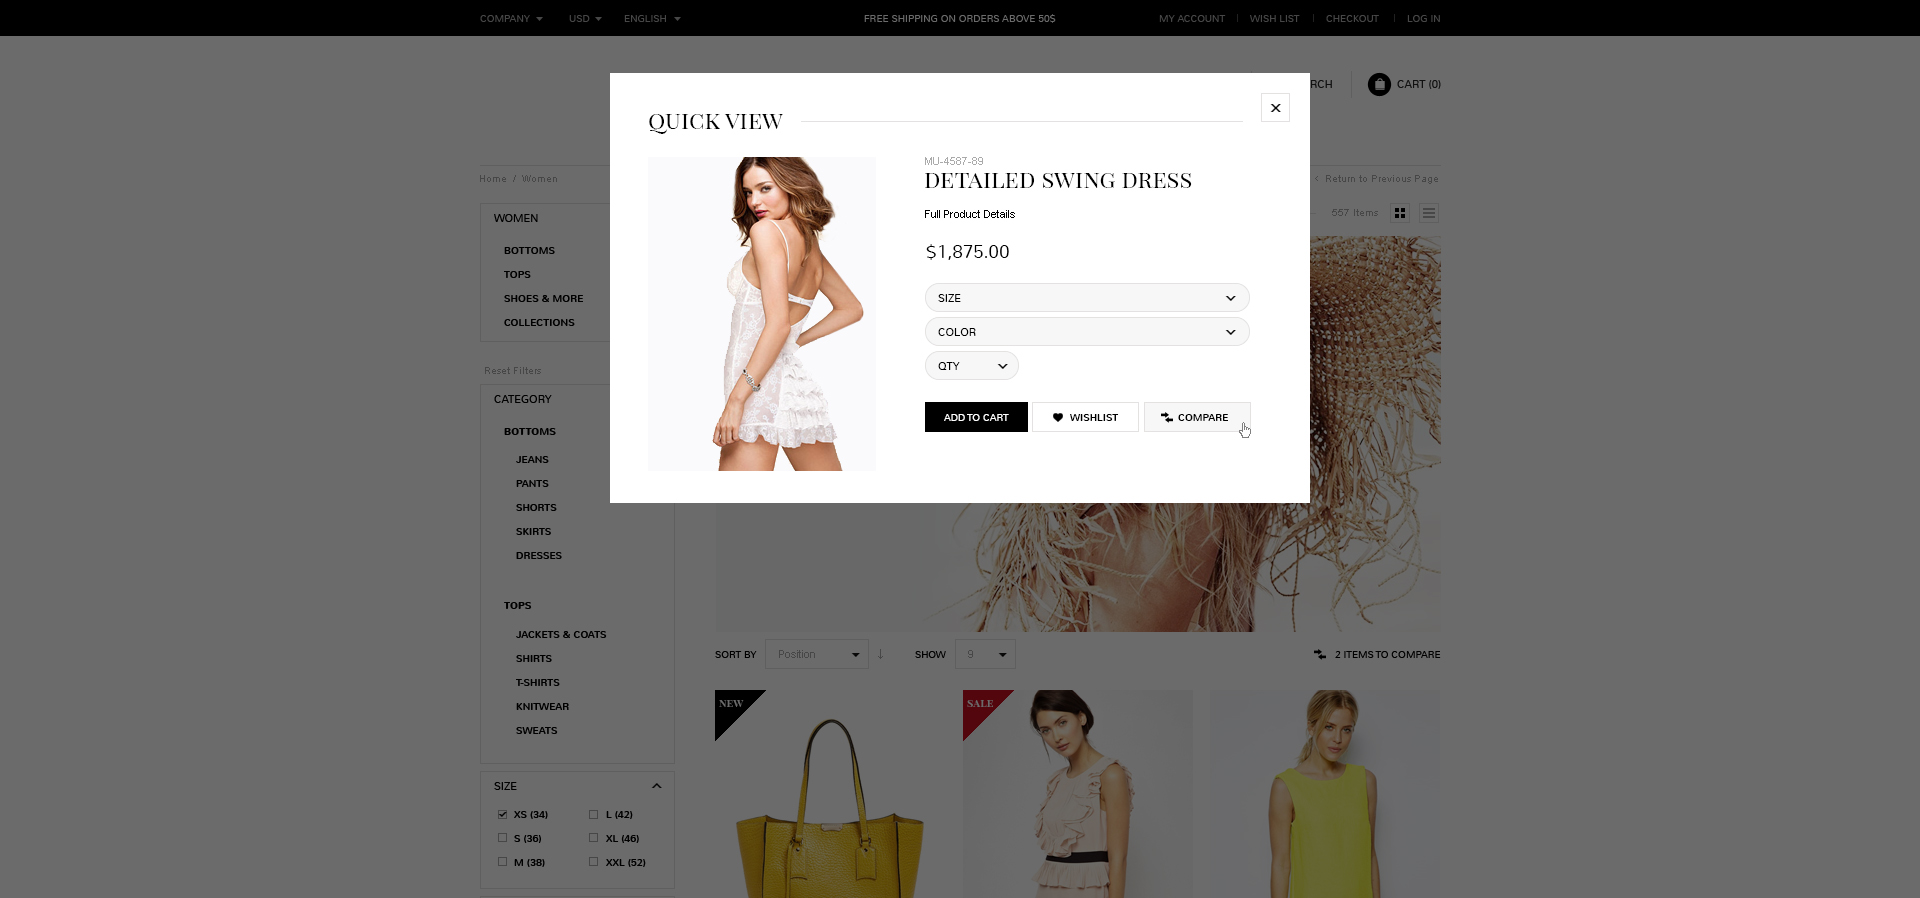 COMPANY
USD
ENGLISH
FREE SHIPPING ON ORDERS ABOVE 50$
MY ACCOUNT
WISH LIST
CHECKOUT
LOG IN
CART (0)
QUICK VIEW
MU-4587-89
DETAILED SWING DRESS
Full Product Details
$1,875.00
SIZE
COLOR
QTY
ADD TO CART
WISHLIST
COMPARE
Home / Women
< Return to Previous Page
557 Items
WOMEN
BOTTOMS
TOPS
SHOES & MORE
COLLECTIONS
Reset Filters
CATEGORY
BOTTOMS
JEANS
PANTS
SHORTS
SKIRTS
DRESSES
TOPS
JACKETS & COATS
SHIRTS
T-SHIRTS
KNITWEAR
SWEATS
SIZE
XS (34)
L (42)
S (36)
XL (46)
M (38)
XXL (52)
SORT BY
Position
SHOW
9
2 ITEMS TO COMPARE
NEW
SALE